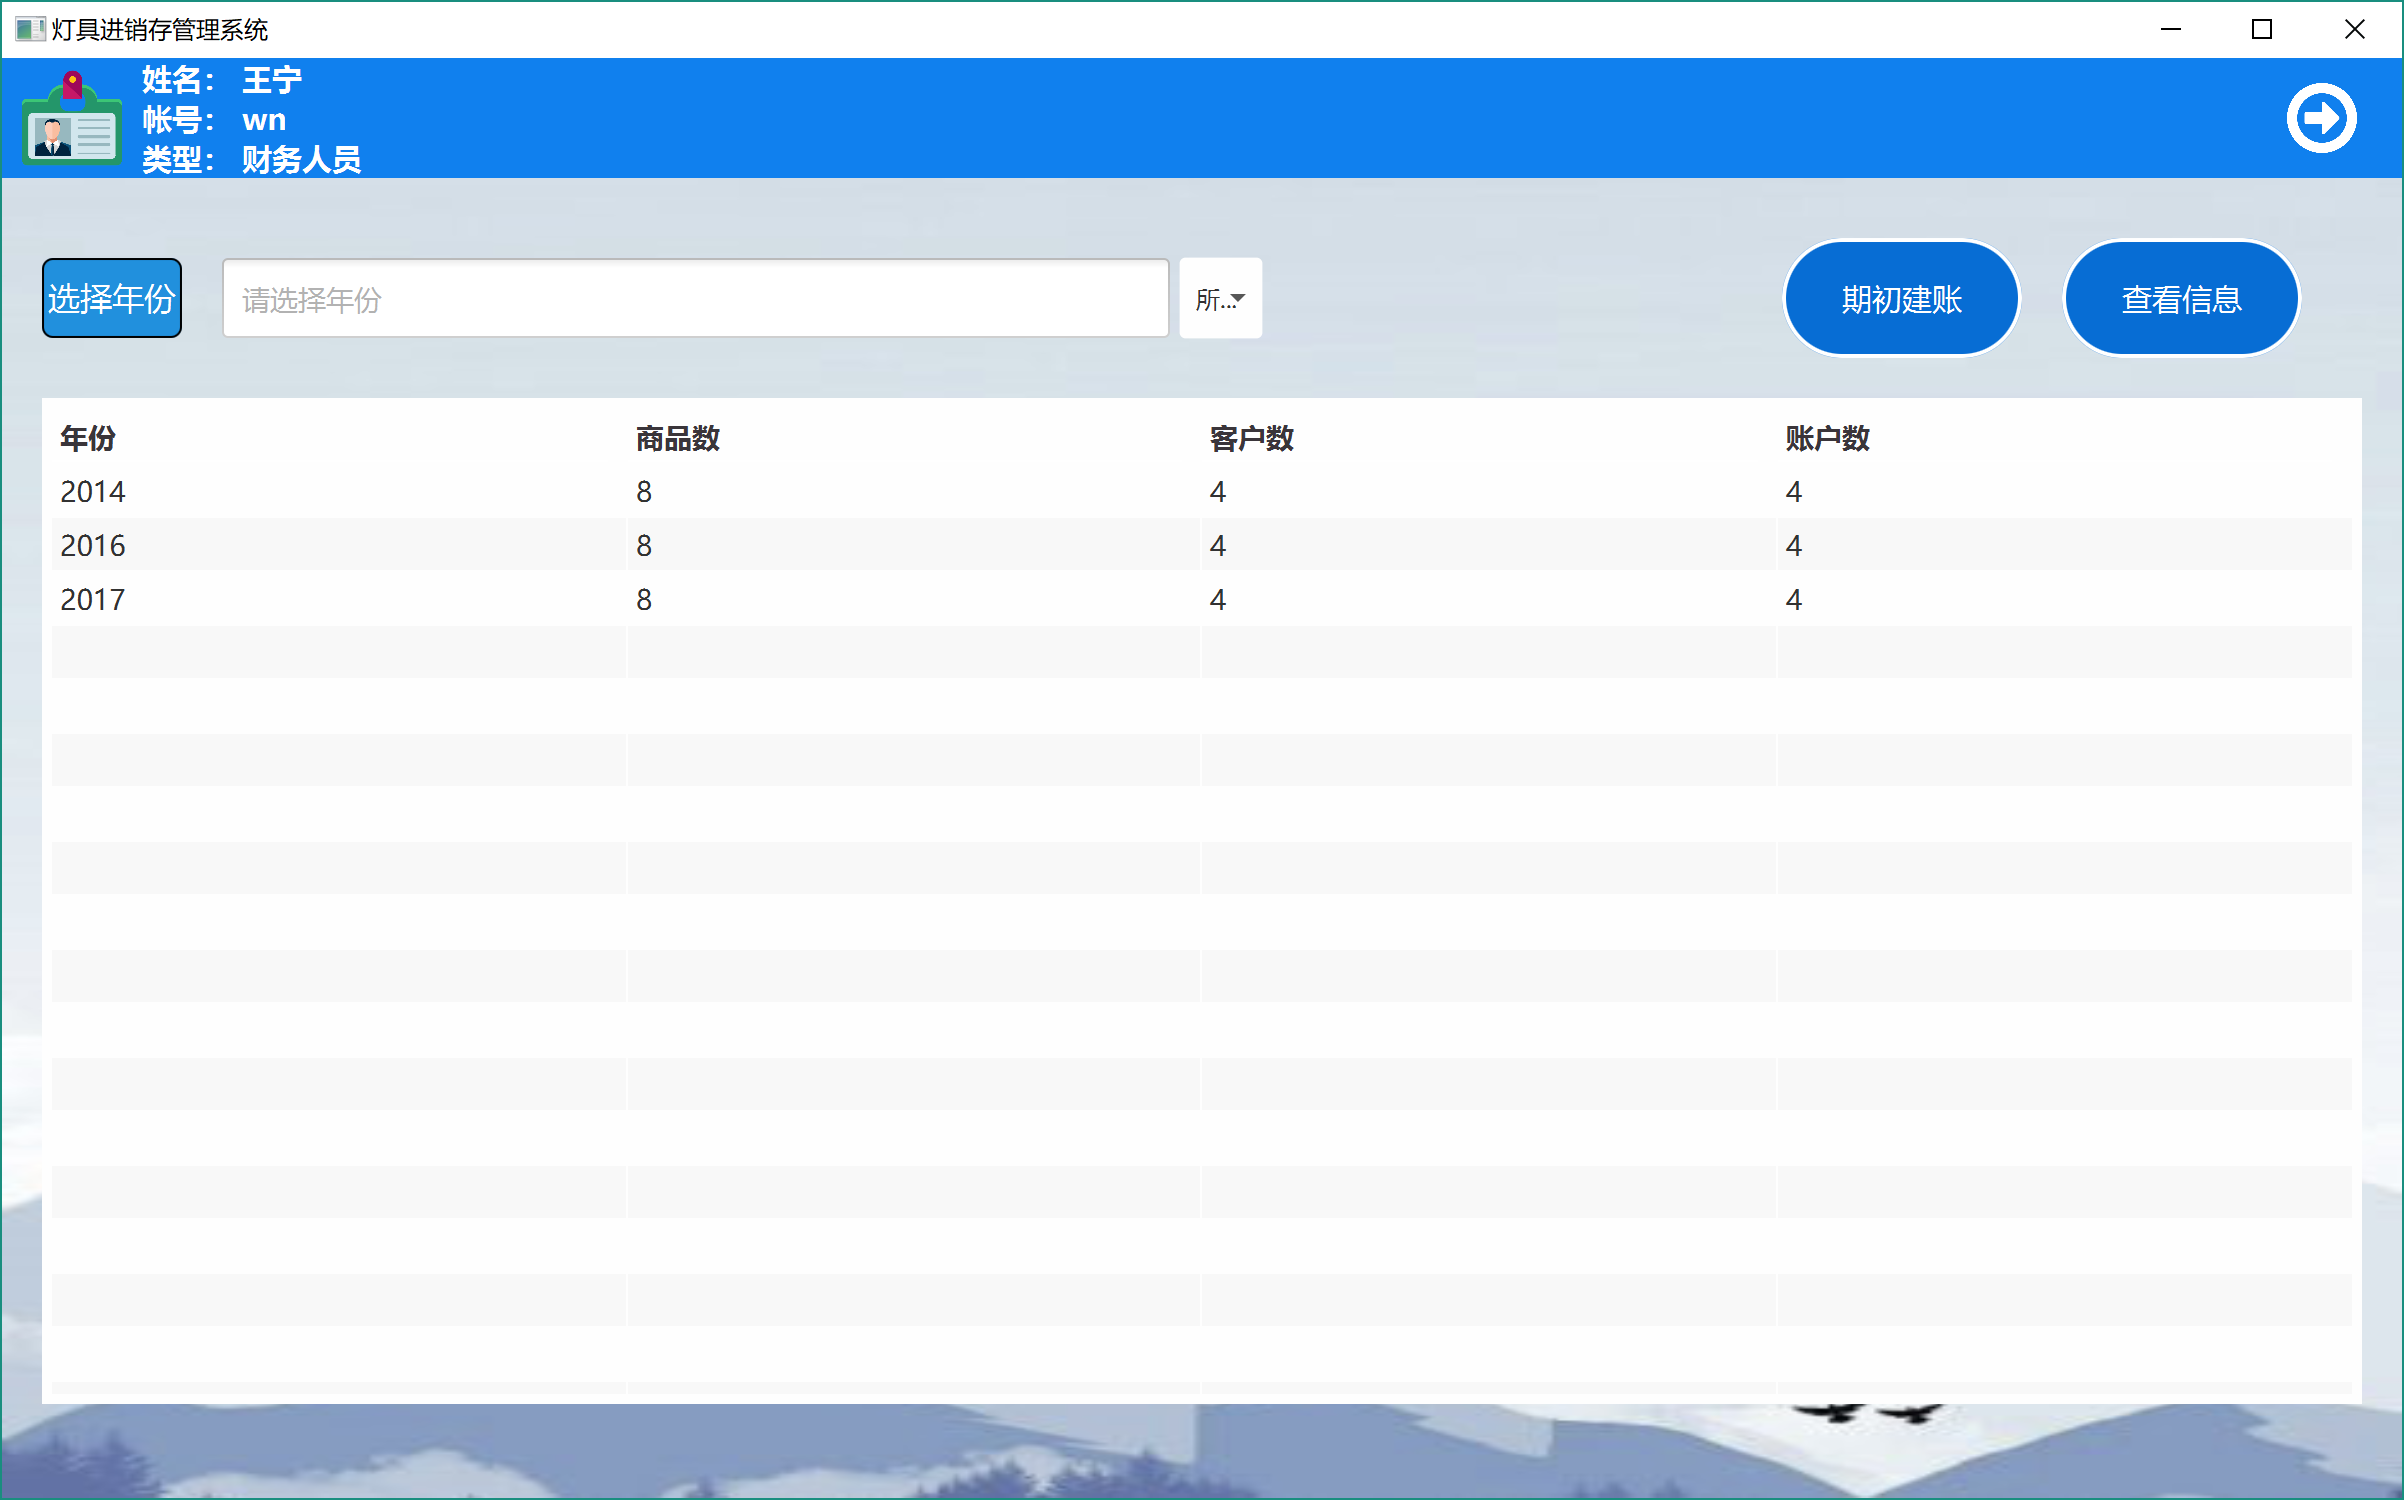 灯具进销存管理系统
姓名： 王宁
帐号： wn
类型： 财务人员
选择年份 请选择年份 所... 期初建账 查看信息
年份 商品数 客户数 账户数
2014 8 4 4
2016 8 4 4
2017 8 4 4